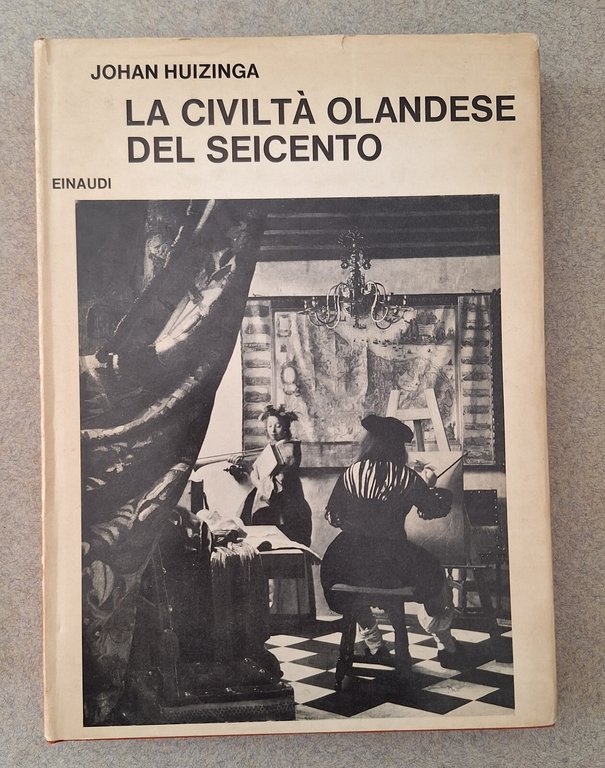 JOHAN HUIZINGA
LA CIVILTÀ OLANDESE
DEL SEICENTO
EINAUDI